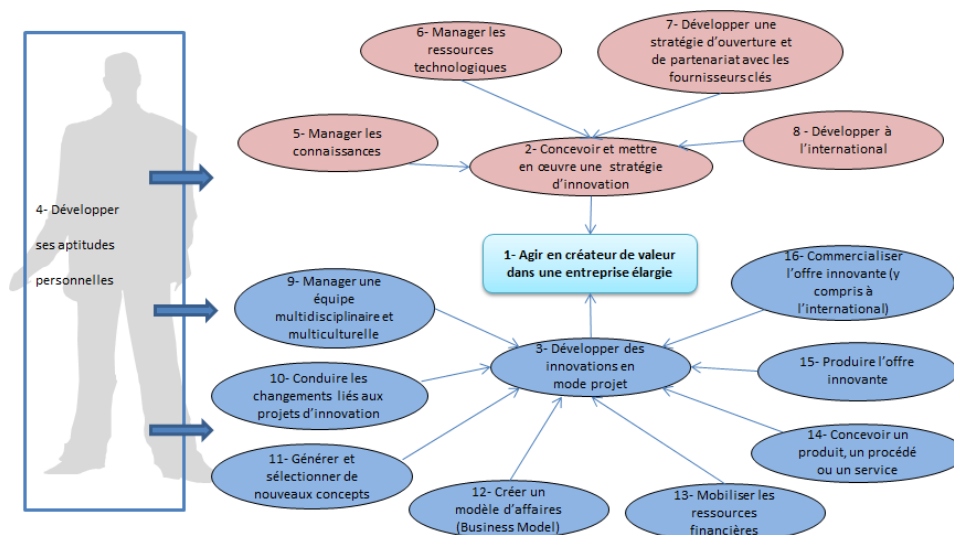 6- Manager les
ressources
technologiques
7- Développer une
stratégie d'ouverture et
de partenariat avec les
fournisseurs clés
5- Manager les
connaissances
2- Concevoir et mettre
en œuvre une stratégie
d'innovation
8 - Développer à
l'international
4- Développer
ses aptitudes
personnelles
1- Agir en créateur de valeur
dans une entreprise élargie
9- Manager une
équipe
multidisciplinaire et
multiculturelle
16- Commercialiser
l'offre innovante (y
compris à
l'international)
3- Développer des
innovations en
mode projet
10- Conduire les
changements liés aux
projets d'innovation
15- Produire l'offre
innovante
11- Générer et
sélectionner de
nouveaux concepts
14- Concevoir un
produit, un procédé
ou un service
12- Créer un
modèle d'affaires
(Business Model)
13- Mobiliser les
ressources
financières